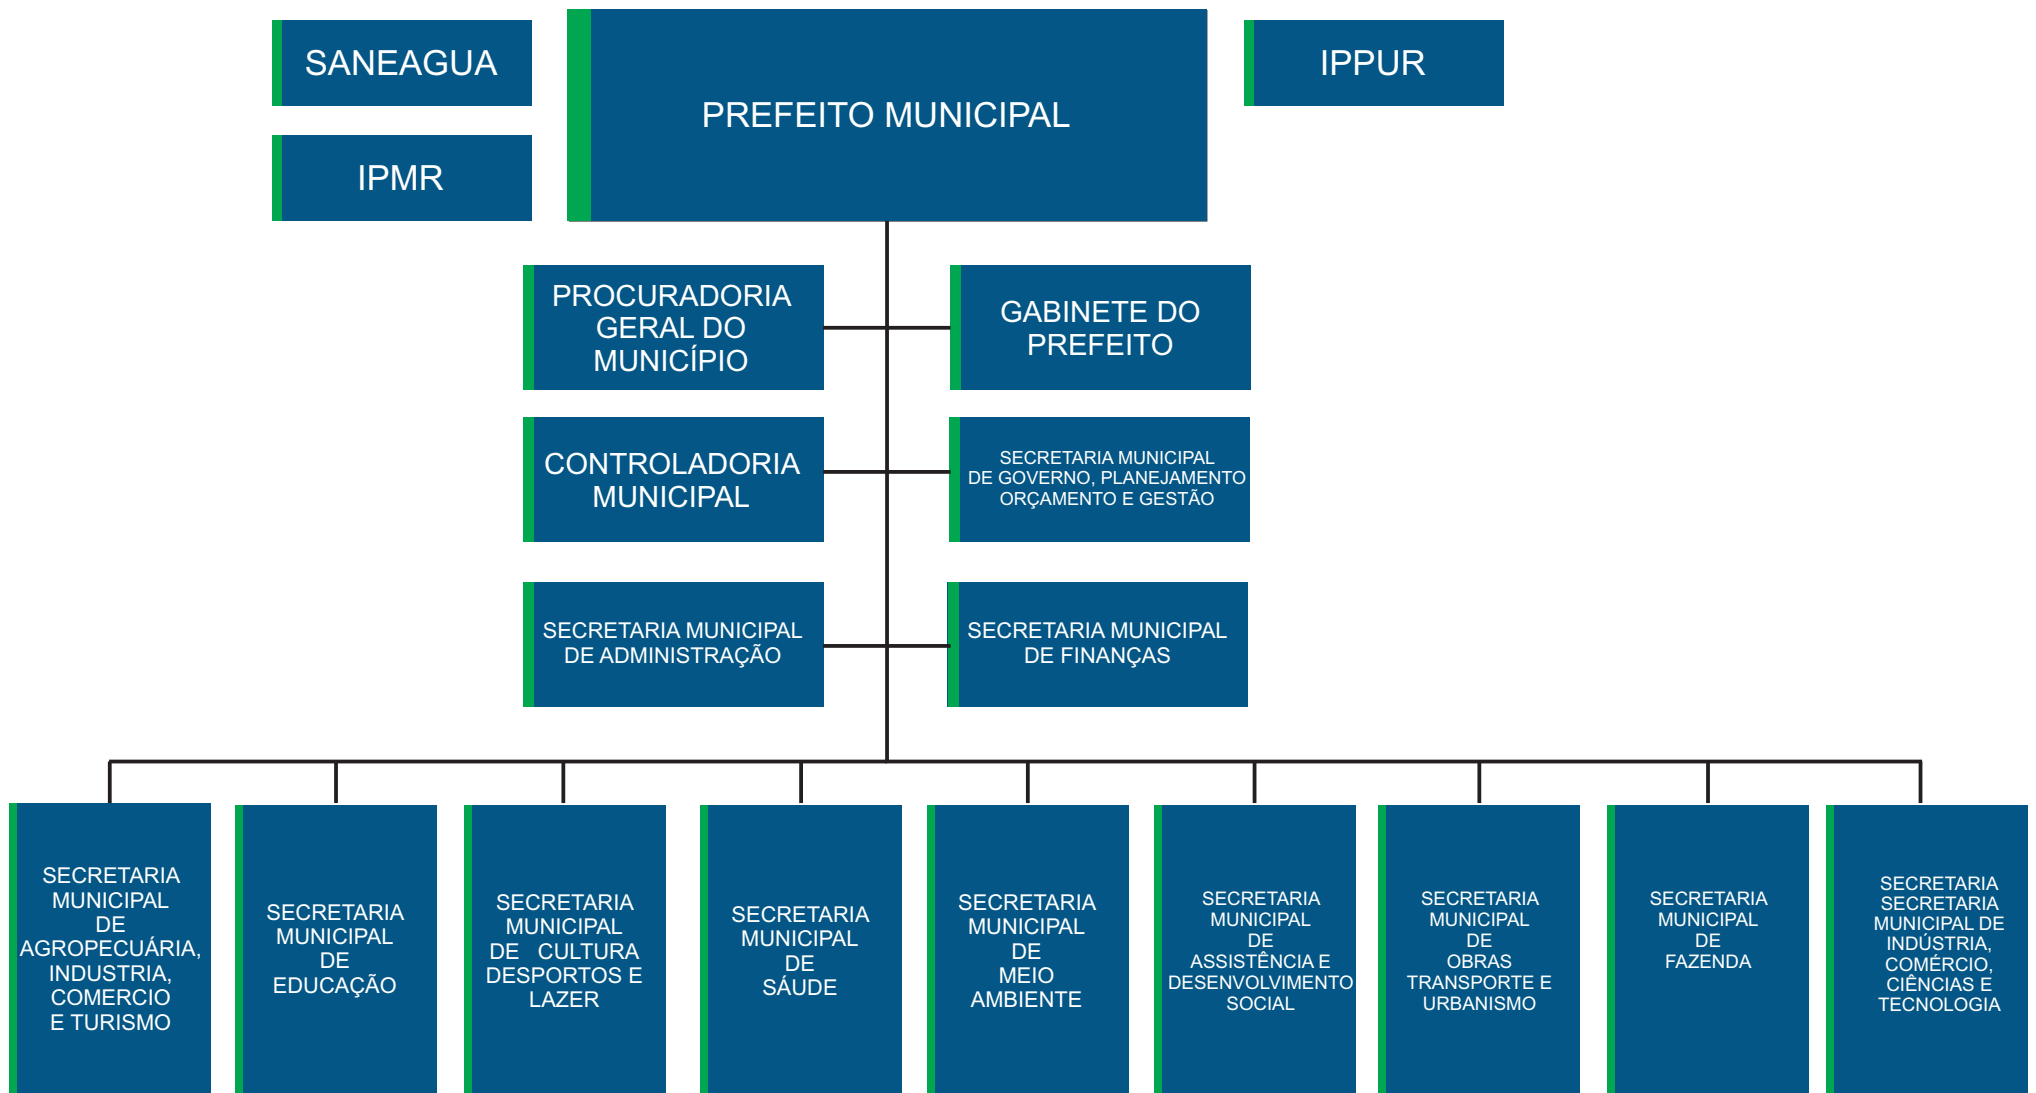 SANEAGUA
PREFEITO MUNICIPAL
IPPUR
IPMR
PROCURADORIA
GERAL DO
MUNICÍPIO
GABINETE DO
PREFEITO
CONTROLADORIA
MUNICIPAL
SECRETARIA MUNICIPAL
DE GOVERNO, PLANEJAMENTO
ORÇAMENTO E GESTÃO
SECRETARIA MUNICIPAL
DE ADMINISTRAÇÃO
SECRETARIA MUNICIPAL
DE FINANÇAS
SECRETARIA
MUNICIPAL
DE
AGROPECUÁRIA,
INDUSTRIA,
COMERCIO
E TURISMO
SECRETARIA
MUNICIPAL
DE
EDUCAÇÃO
SECRETARIA
MUNICIPAL
DE CULTURA
DESPORTOS E
LAZER
SECRETARIA
MUNICIPAL
DE
SÁUDE
SECRETARIA
MUNICIPAL
DE
MEIO
AMBIENTE
SECRETARIA
MUNICIPAL
DE
ASSISTÊNCIA E
DESENVOLVIMENTO
SOCIAL
SECRETARIA
MUNICIPAL
DE
OBRAS
TRANSPORTE E
URBANISMO
SECRETARIA
MUNICIPAL
DE
FAZENDA
SECRETARIA
SECRETARIA
MUNICIPAL DE
INDÚSTRIA,
COMÉRCIO,
CIÊNCIAS E
TECNOLOGIA